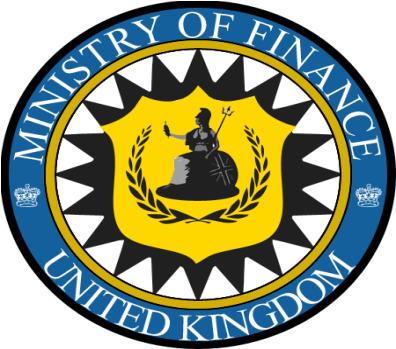 MINISTRY OF FINANCE
UNITED KINGDOM